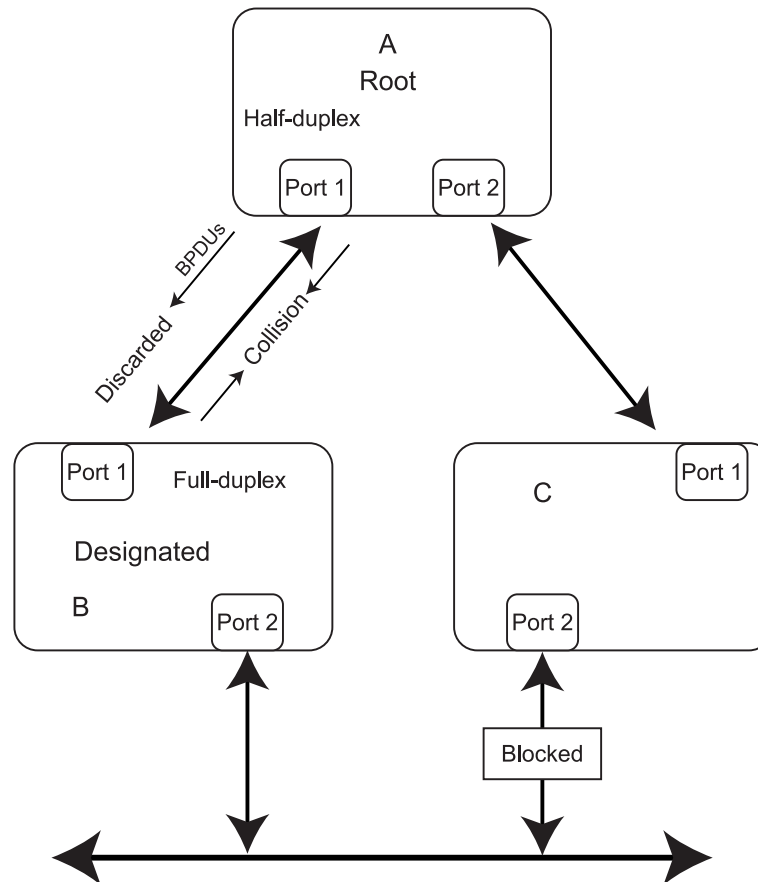 A
Root
Half-duplex
Port 1
Port 2
BPDUs
Discarded
Collision
Port 1
Full-duplex
Designated
B
Port 2
Port 1
C
Port 2
Blocked